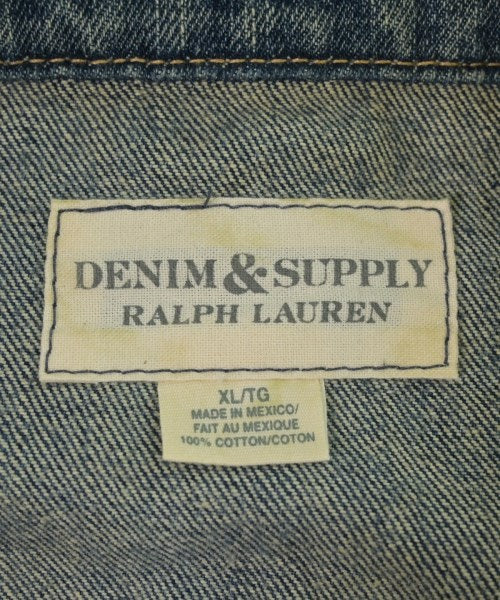 DENIM & SUPPLY
RALPH LAUREN
XL/TG
MADE IN MEXICO/
FAIT AU MEXIQUE
100% COTTON/COTON